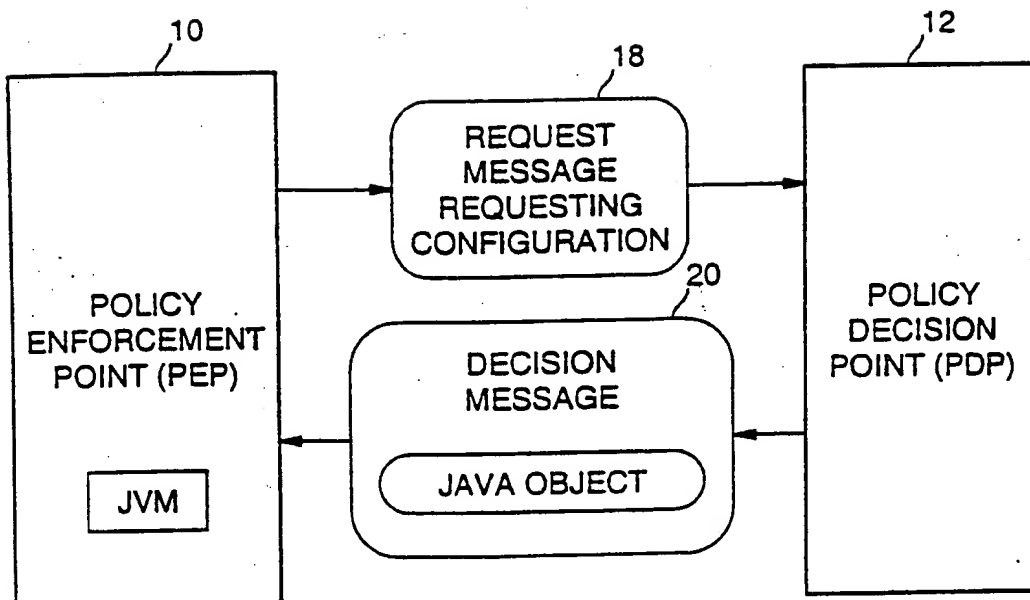 10
12
18
REQUEST
MESSAGE
REQUESTING
CONFIGURATION
20
POLICY
ENFORCEMENT
POINT (PEP)
DECISION
MESSAGE
JAVA OBJECT
JVM
POLICY
DECISION
POINT (PDP)